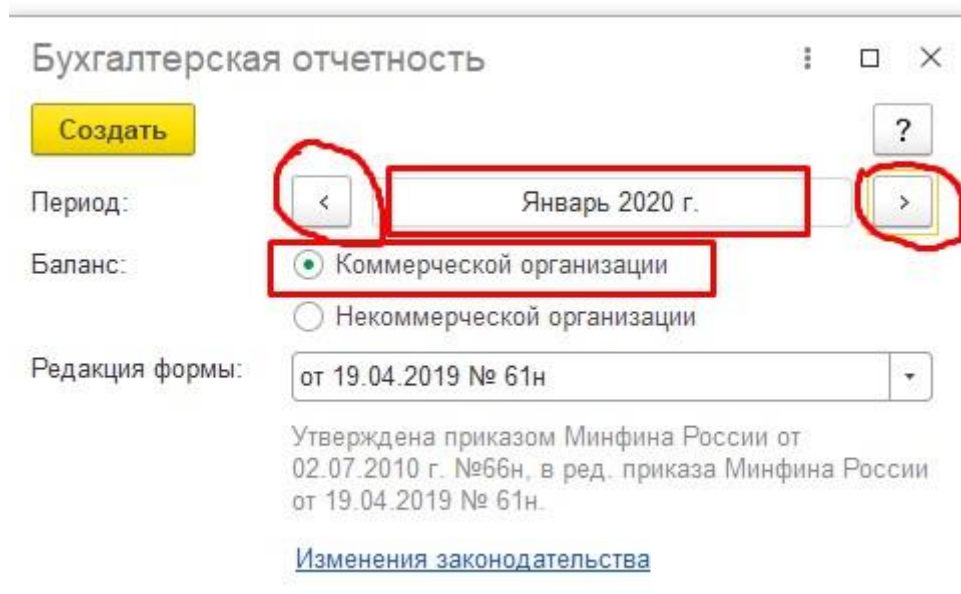 Бухгалтерская отчетность
Создать
?
Период:
<
Январь 2020 г.
>
Баланс:
Коммерческой организации
Некоммерческой организации
Редакция формы:
от 19.04.2019 № 61н
Утверждена приказом Минфина России от
02.07.2010 г. №66н, в ред. приказа Минфина России
от 19.04.2019 № 61н.
Изменения законодательства